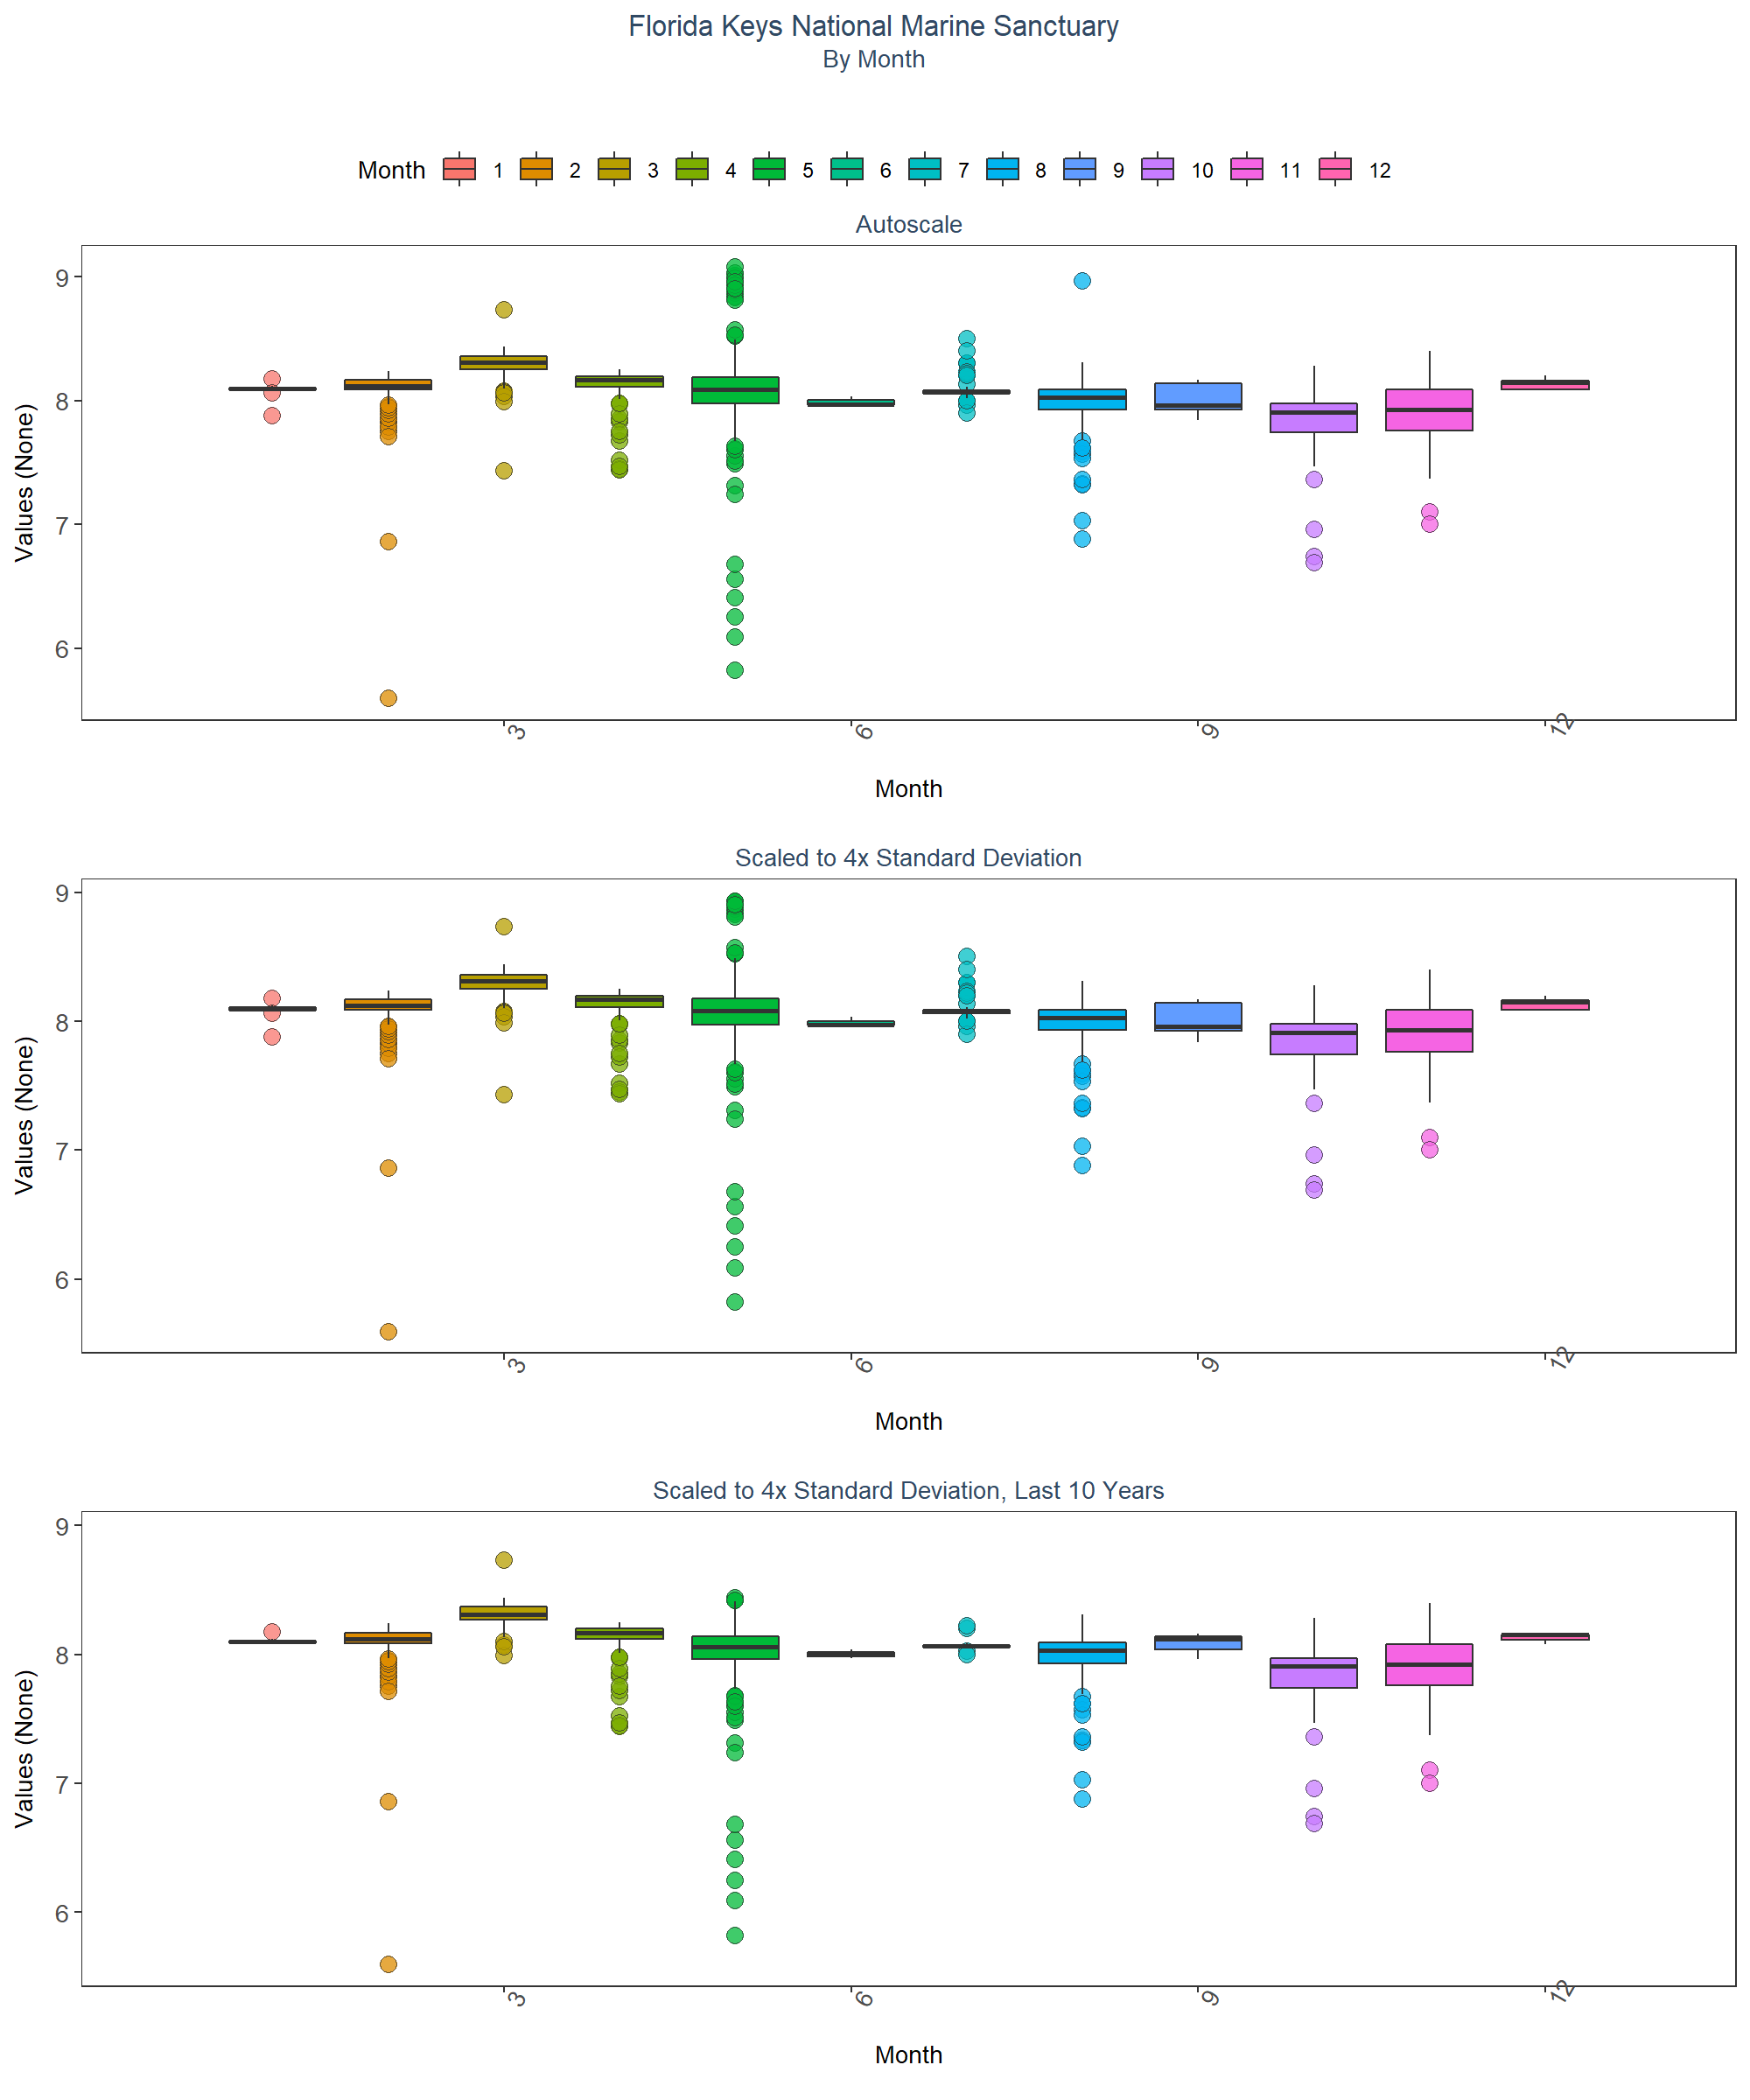 Florida Keys National Marine Sanctuary
By Month
Month 1 2 3 4 5 6 7 8 9 10 11 12
Autoscale
9
8
7
6
Values (None)
3 6 9 12
Month
Scaled to 4x Standard Deviation
9
8
7
6
Values (None)
3 6 9 12
Month
Scaled to 4x Standard Deviation, Last 10 Years
9
8
7
6
Values (None)
3 6 9 12
Month